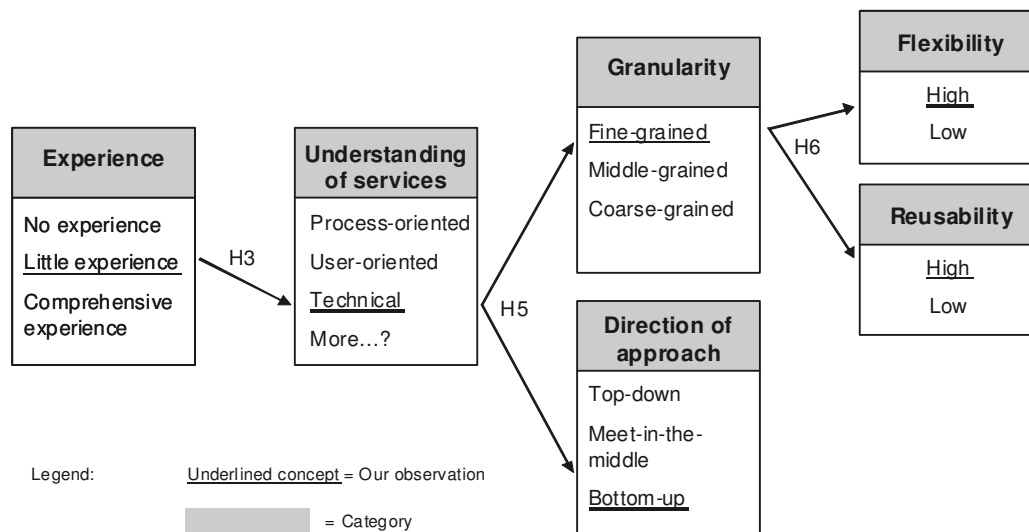 Experience
No experience
Little experience
Comprehensive
experience
H3
Understanding
of services
Process-oriented
User-oriented
Technical
More...?
H5
Granularity
Fine-grained
Middle-grained
Coarse-grained
Direction of
approach
Top-down
Meet-in-the-
middle
Bottom-up
H6
Flexibility
High
Low
Reusability
High
Low
Legend:
Underlined concept = Our observation
= Category